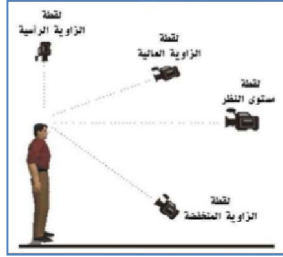 لقطة
الزاوية الرأسية
لقطة
الزاوية العالية
لقطة
مستوى النظر
لقطة
الزاوية المنخفضة